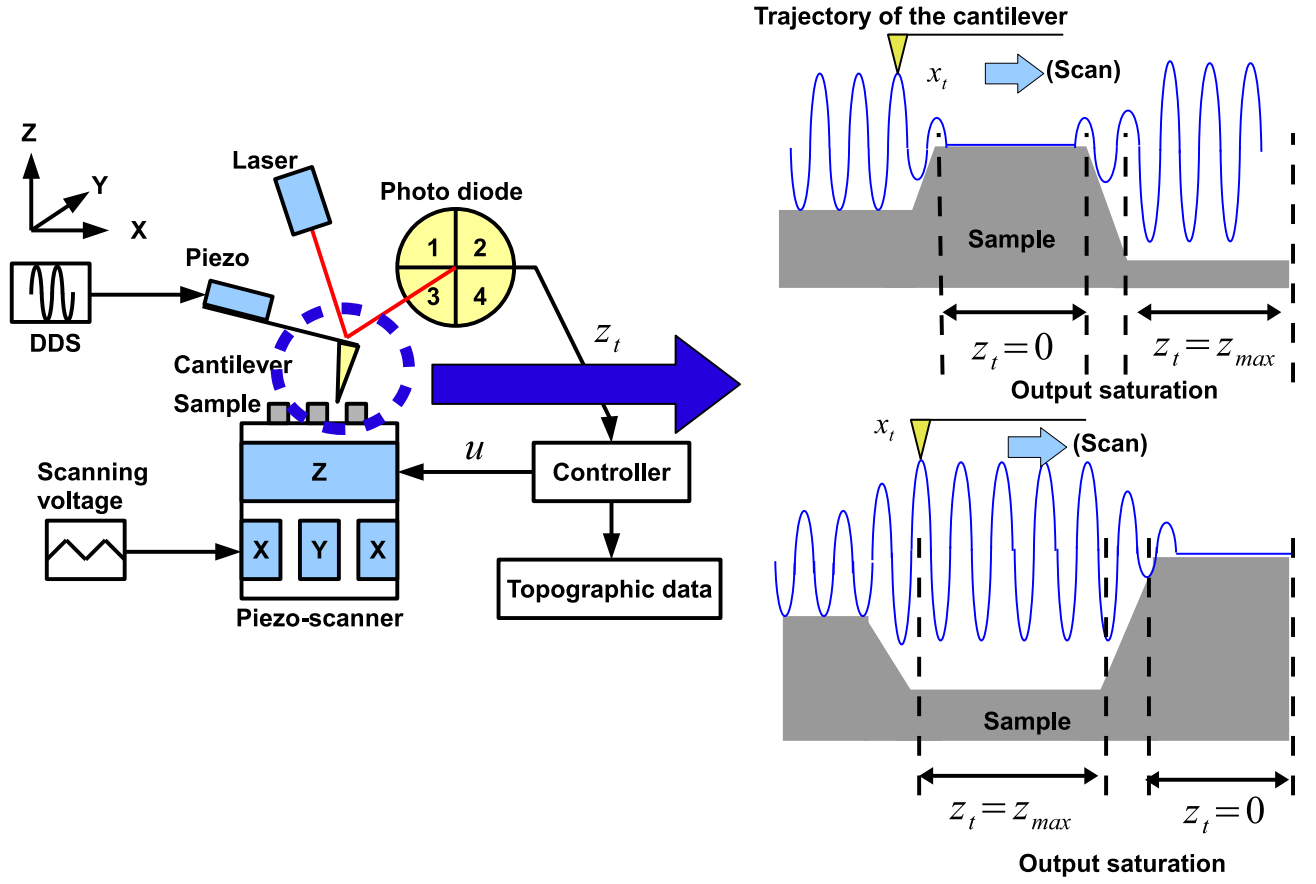 Z
Y
X
DDS
Piezo
Laser
Photo diode
1 2
3 4
Cantilever
Sample
z_t
u
Z
X Y X
Piezo-scanner
Scanning
voltage
Controller
Topographic data
Trajectory of the cantilever
x_t
(Scan)
Sample
z_t = 0
z_t = z_max
Output saturation
x_t
(Scan)
Sample
z_t = z_max
z_t = 0
Output saturation